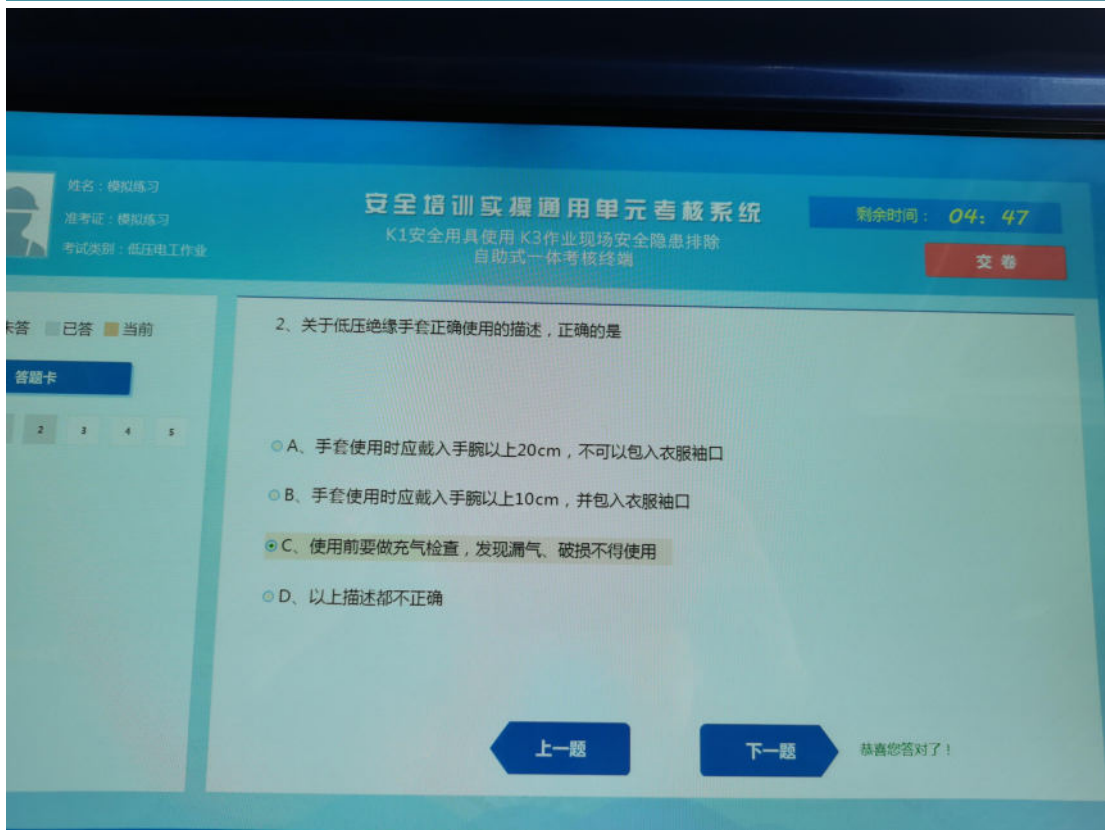 姓名：模拟练习
准考证：模拟练习
考试类别：低压电工作业
安全培训实操通用单元考核系统
K1安全用具使用 K3作业现场安全隐患排除
自助式一体考核终端
剩余时间： 04：47
交卷
未答 已答 当前
答题卡
2 3 4 5
2、关于低压绝缘手套正确使用的描述，正确的是
A、手套使用时应戴入手腕以上20cm，不可以包入衣服袖口
B、手套使用时应戴入手腕以上10cm，并包入衣服袖口
C、使用前要做充气检查，发现漏气、破损不得使用
D、以上描述都不正确
上一题 下一题 恭喜您答对了！